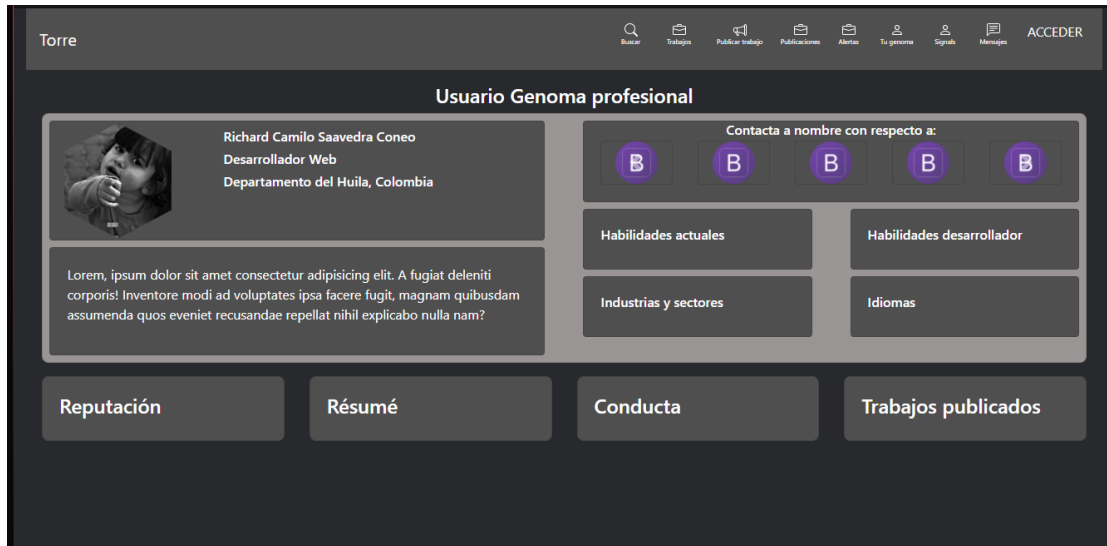 Torre
Buscar
Trabajos
Publicar trabajo
Publicaciones
Alertas
Tu genoma
Signals
Mensajes
ACCEDER
Usuario Genoma profesional
Richard Camilo Saavedra Coneo
Desarrollador Web
Departamento del Huila, Colombia
Lorem, ipsum dolor sit amet consectetur adipisicing elit. A fugiat deleniti
corporis! Inventore modi ad voluptates ipsa facere fugit, magnam quibusdam
assumenda quos eveniet recusandae repellat nihil explicabo nulla nam?
Contacta a nombre con respecto a:
B
B
B
B
B
Habilidades actuales
Habilidades desarrollador
Industrias y sectores
Idiomas
Reputación
Résumé
Conducta
Trabajos publicados